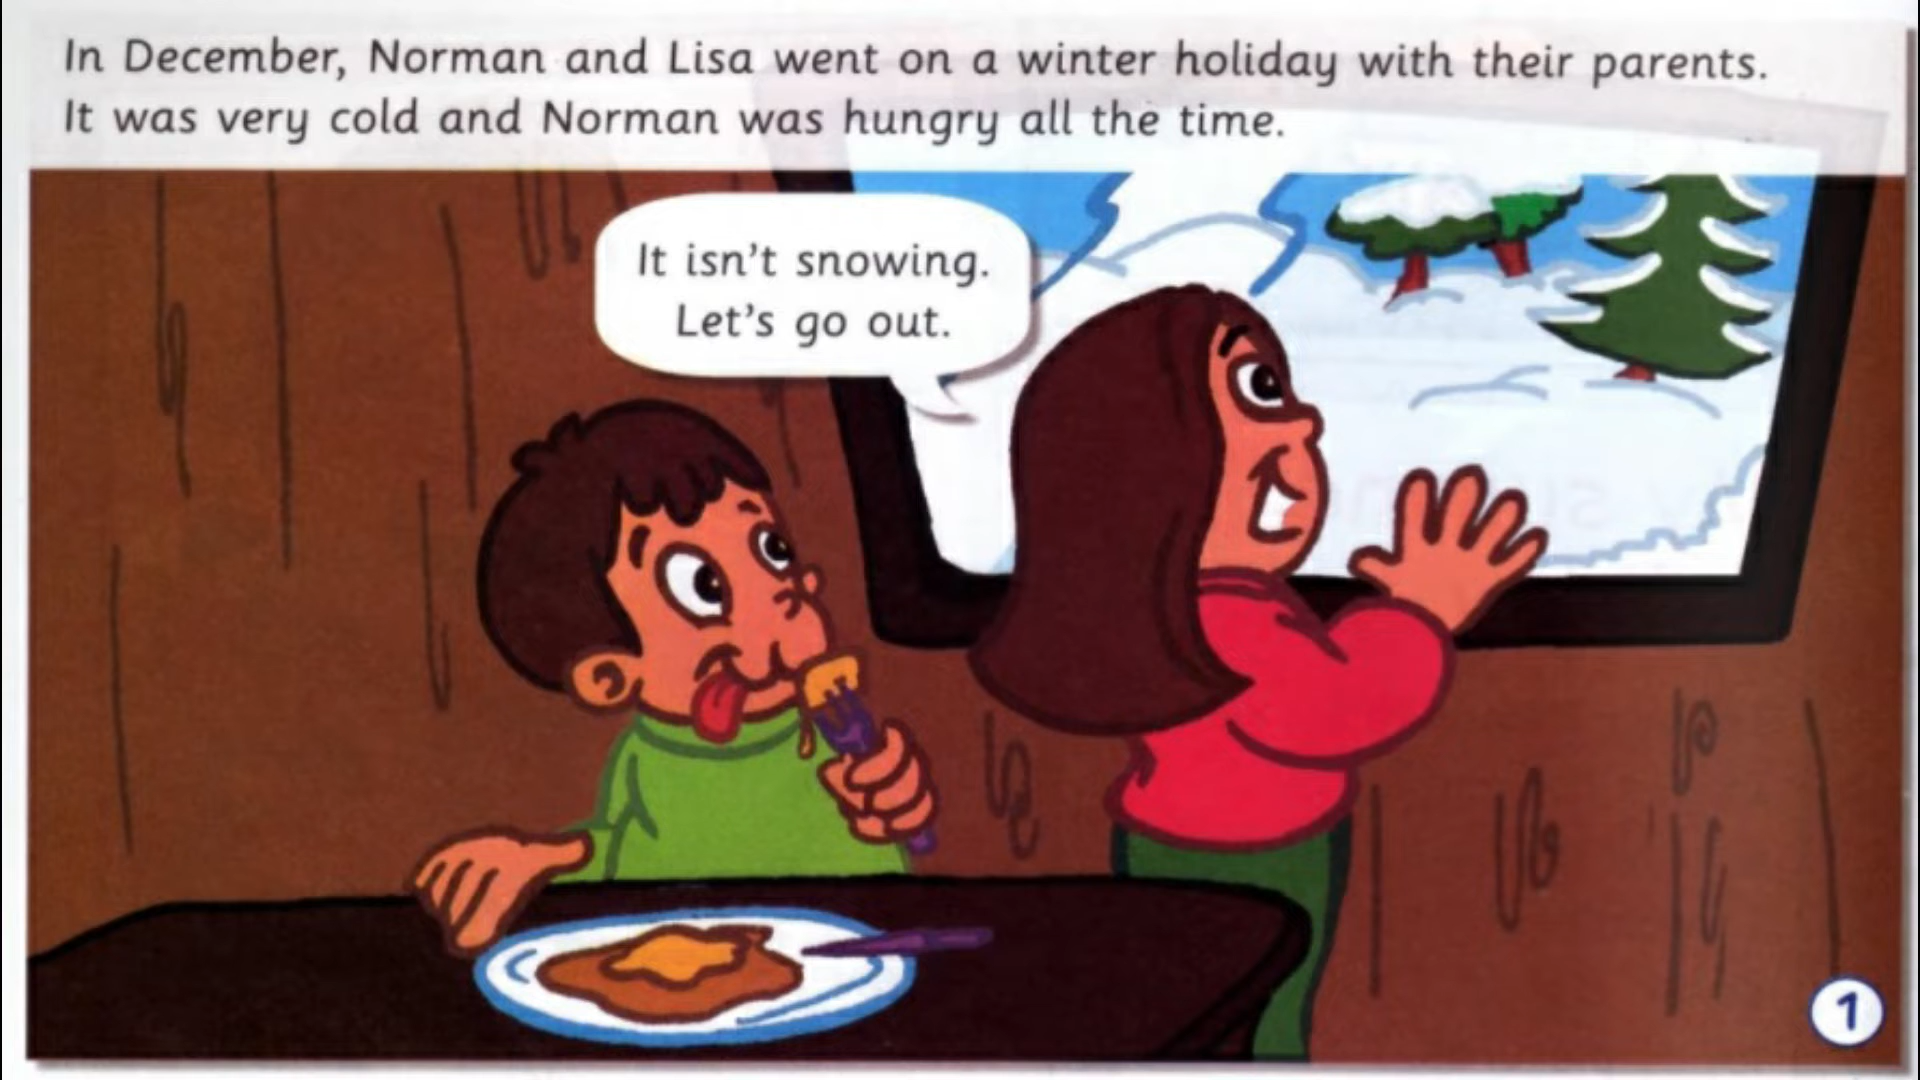 In December, Norman and Lisa went on a winter holiday with their parents.
It was very cold and Norman was hungry all the time.
It isn't snowing.
Let's go out.
1